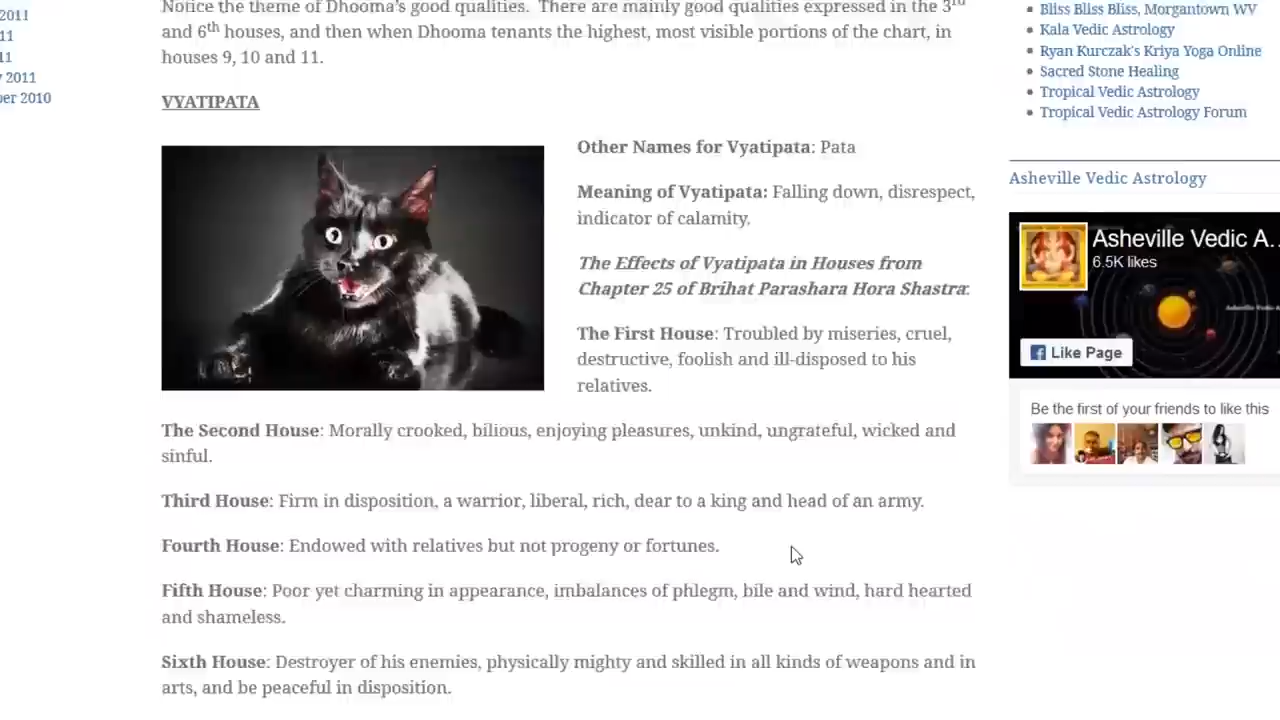 2011
11
11
y 2011
er 2010
Notice the theme of Dhooma's good qualities. There are mainly good qualities expressed in the 3rd
and 6th houses, and then when Dhooma tenants the highest, most visible portions of the chart, in
houses 9, 10 and 11.
VYATIPATA
Other Names for Vyatipata: Pata
Meaning of Vyatipata: Falling down, disrespect,
indicator of calamity.
The Effects of Vyatipata in Houses from
Chapter 25 of Brihat Parashara Hora Shastra:
The First House: Troubled by miseries, cruel,
destructive, foolish and ill-disposed to his
relatives.
The Second House: Morally crooked, bilious, enjoying pleasures, unkind, ungrateful, wicked and
sinful.
Third House: Firm in disposition, a warrior, liberal, rich, dear to a king and head of an army.
Fourth House: Endowed with relatives but not progeny or fortunes.
Fifth House: Poor yet charming in appearance, imbalances of phlegm, bile and wind, hard hearted
and shameless.
Sixth House: Destroyer of his enemies, physically mighty and skilled in all kinds of weapons and in
arts, and be peaceful in disposition.
Bliss Bliss Bliss, Morgantown WV
Kala Vedic Astrology
Ryan Kurczak's Kriya Yoga Online
Sacred Stone Healing
Tropical Vedic Astrology
Tropical Vedic Astrology Forum
Asheville Vedic Astrology
Asheville Vedic A...
6.5K likes
Like Page
Be the first of your friends to like this